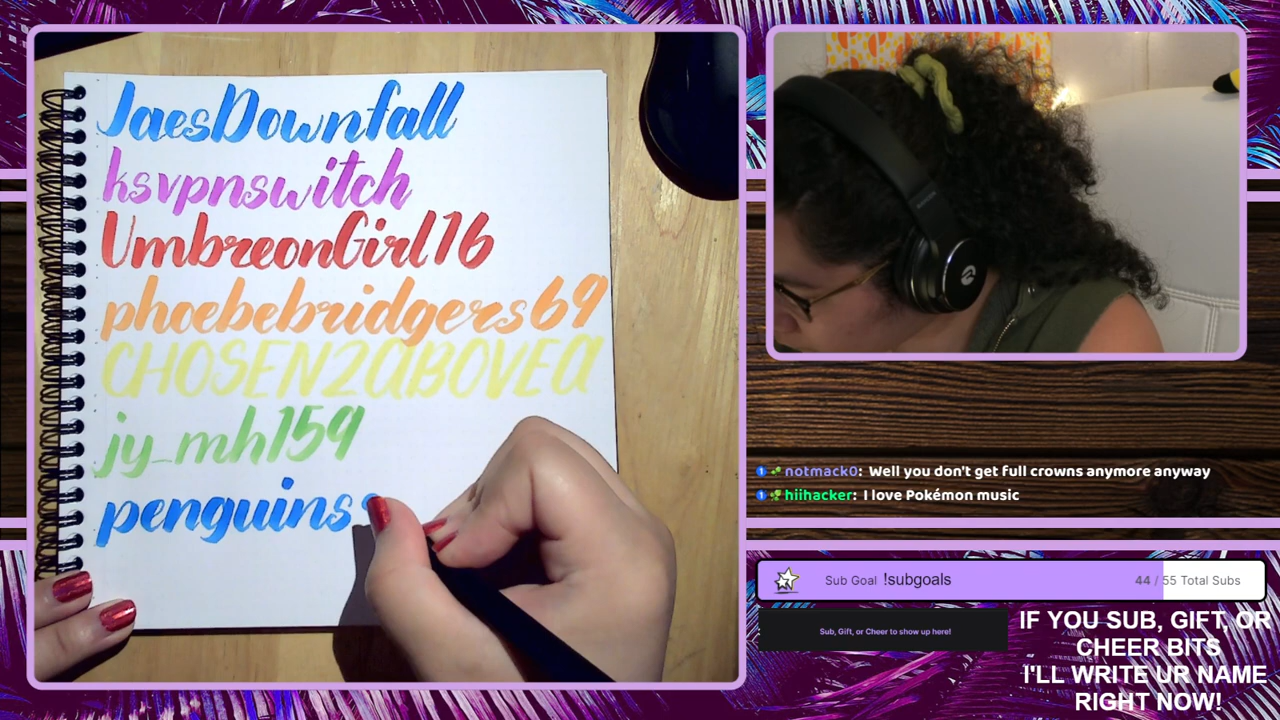 JaesDownfall
ksvpnswitch
UmbreonGirl16
phoebebridgers69
CHOSEN2ABOVEA
jy_mh159
penguinss
notmack0: Well you don't get full crowns anymore anyway
hiihacker: I love Pokémon music
Sub Goal !subgoals 44 / 55 Total Subs
Sub, Gift, or Cheer to show up here!
IF YOU SUB, GIFT, OR
CHEER BITS
I'LL WRITE UR NAME
RIGHT NOW!